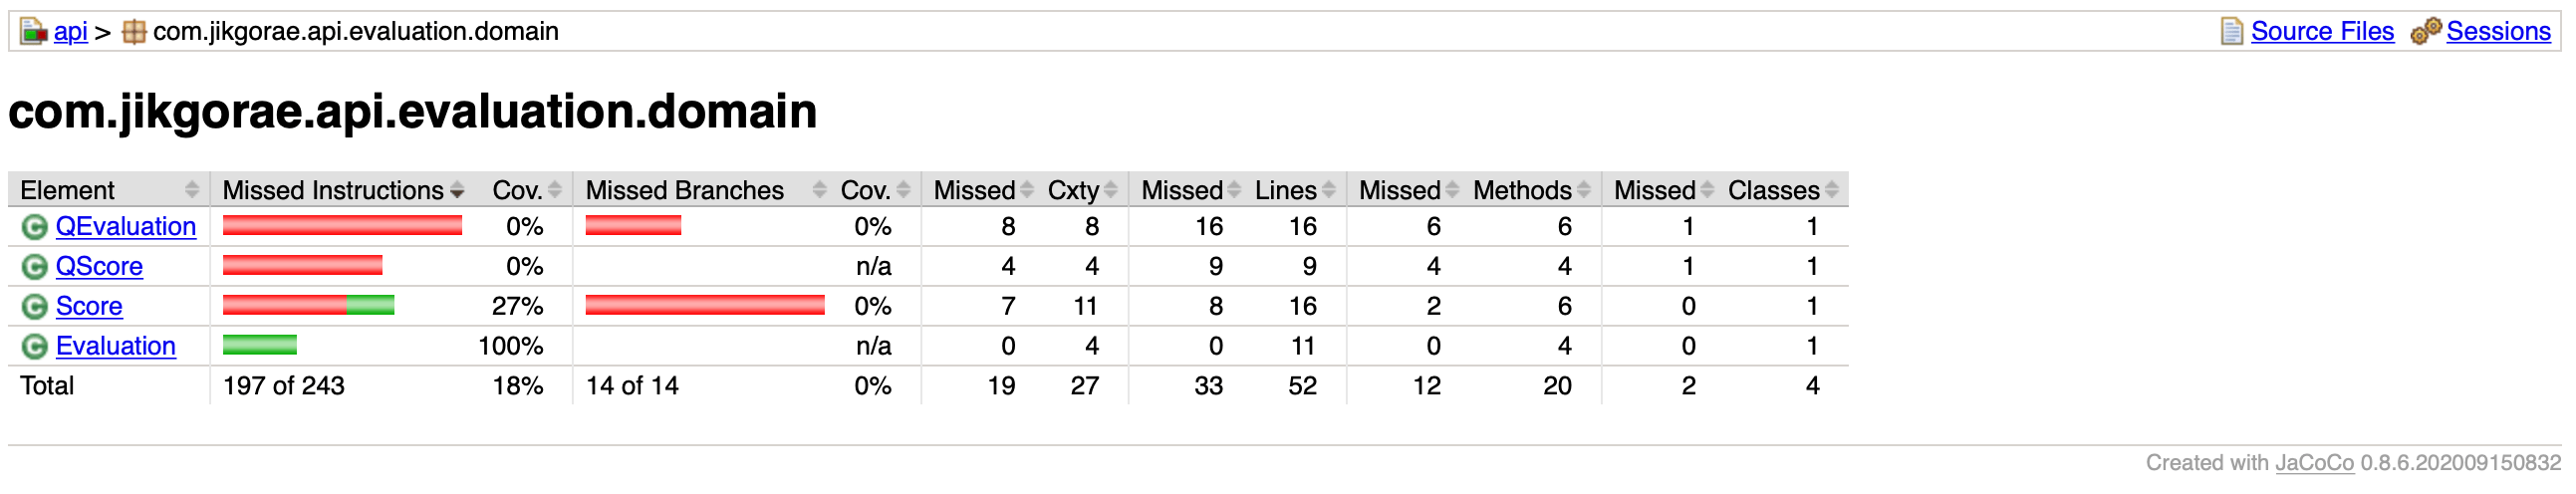 api > com.jikgorae.api.evaluation.domain Source Files Sessions
com.jikgorae.api.evaluation.domain
Element Missed Instructions Cov. Missed Branches Cov. Missed Cxty Missed Lines Missed Methods Missed Classes
QEvaluation 0% 0% 8 8 16 16 6 6 1 1
QScore 0% n/a 4 4 9 9 4 4 1 1
Score 27% 0% 7 11 8 16 2 6 0 1
Evaluation 100% n/a 0 4 0 11 0 4 0 1
Total 197 of 243 18% 14 of 14 0% 19 27 33 52 12 20 2 4
Created with JaCoCo 0.8.6.202009150832